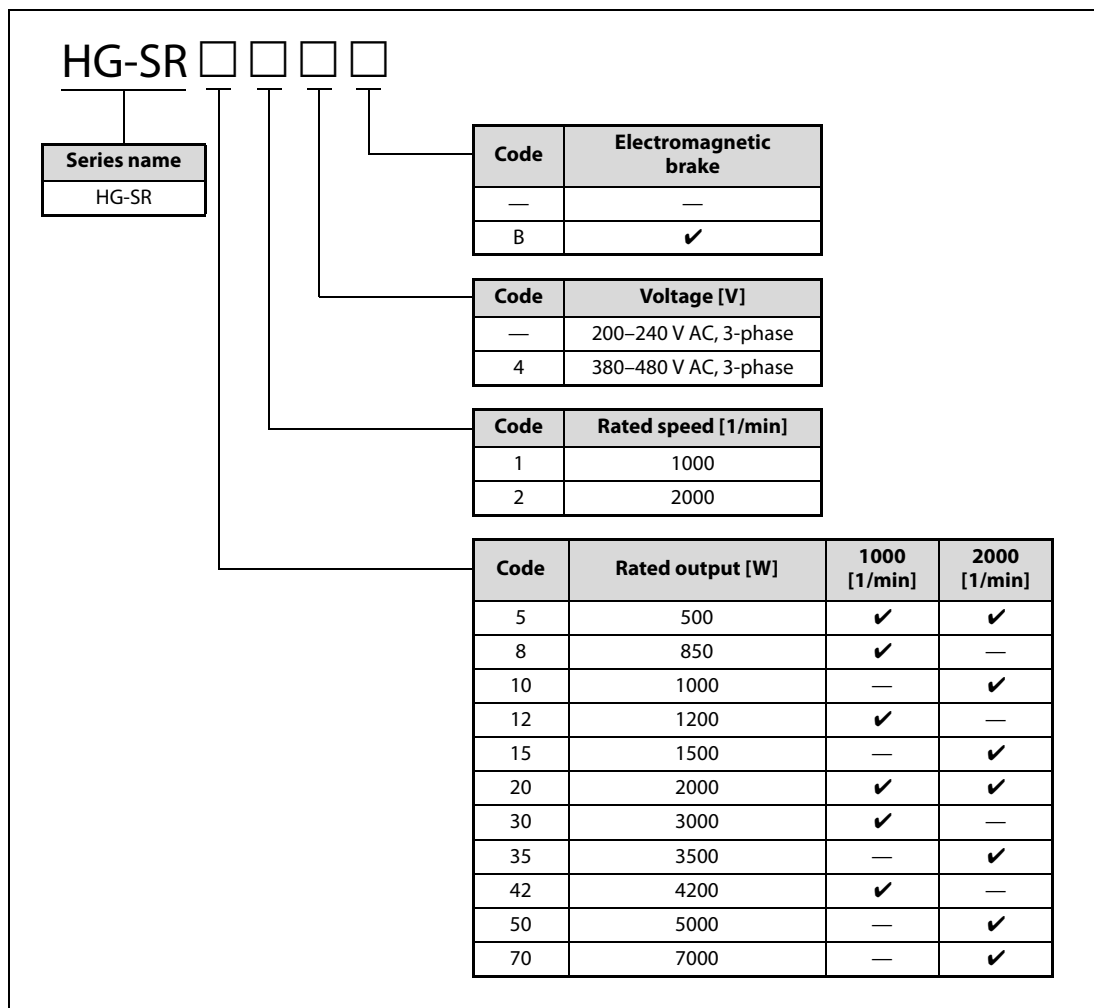 HG-SR □ □ □ □
Series name
HG-SR
Code Electromagnetic brake
— —
B ✔
Code Voltage [V]
— 200–240 V AC, 3-phase
4 380–480 V AC, 3-phase
Code Rated speed [1/min]
1 1000
2 2000
Code Rated output [W] 1000 [1/min] 2000 [1/min]
5 500 ✔ ✔
8 850 ✔ —
10 1000 — ✔
12 1200 ✔ —
15 1500 — ✔
20 2000 ✔ ✔
30 3000 ✔ —
35 3500 — ✔
42 4200 ✔ —
50 5000 — ✔
70 7000 — ✔